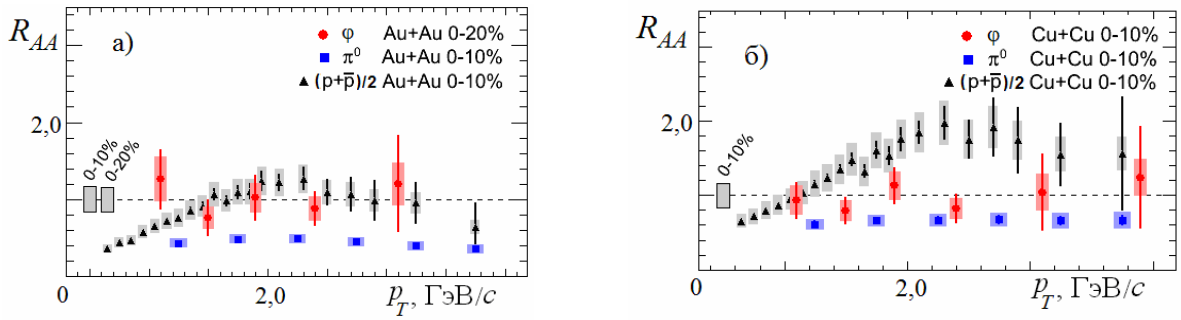 R_AA
а)
φ Au+Au 0-20%
π⁰ Au+Au 0-10%
(p+p̅)/2 Au+Au 0-10%
2,0
0-10%
0-20%
0
2,0
p_T, ГэВ/c
R_AA
б)
φ Cu+Cu 0-10%
π⁰ Cu+Cu 0-10%
(p+p̅)/2 Cu+Cu 0-10%
2,0
0-10%
0
2,0
p_T, ГэВ/c